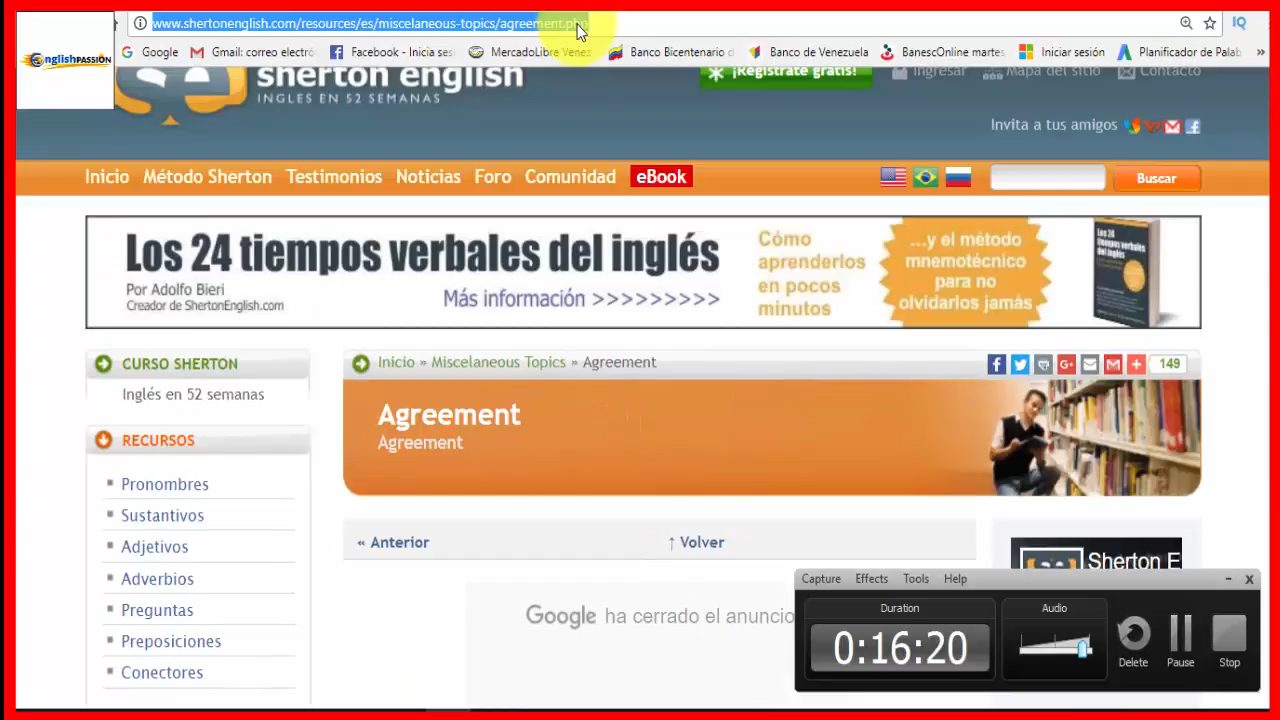 www.shertonenglish.com/resources/es/miscelaneous-topics/agreement.php
IQ
nglishPASSIÓN
Google
Gmail: correo electró
Facebook - Inicia ses
MercadoLibre Venez
Banco Bicentenario d
Banco de Venezuela
BanescOnline martes
Iniciar sesión
Planificador de Palab
»
sherton english
INGLES EN 52 SEMANAS
¡Regístrate gratis!
Ingresar
Mapa del sitio
Contacto
Invita a tus amigos
Inicio
Método Sherton
Testimonios
Noticias
Foro
Comunidad
eBook
Buscar
Los 24 tiempos verbales del inglés
Por Adolfo Bieri
Creador de ShertonEnglish.com
Más información >>>>>>>>>
Cómo
aprenderlos
en pocos
minutos
...y el método
mnemotécnico
para no
olvidarlos jamás
CURSO SHERTON
Inglés en 52 semanas
RECURSOS
Pronombres
Sustantivos
Adjetivos
Adverbios
Preguntas
Preposiciones
Conectores
Inicio » Miscelaneous Topics » Agreement
149
Agreement
Agreement
« Anterior
↑ Volver
Google ha cerrado el anuncio
Sherton E
Capture
Effects
Tools
Help
Duration
0:16:20
Audio
Delete
Pause
Stop